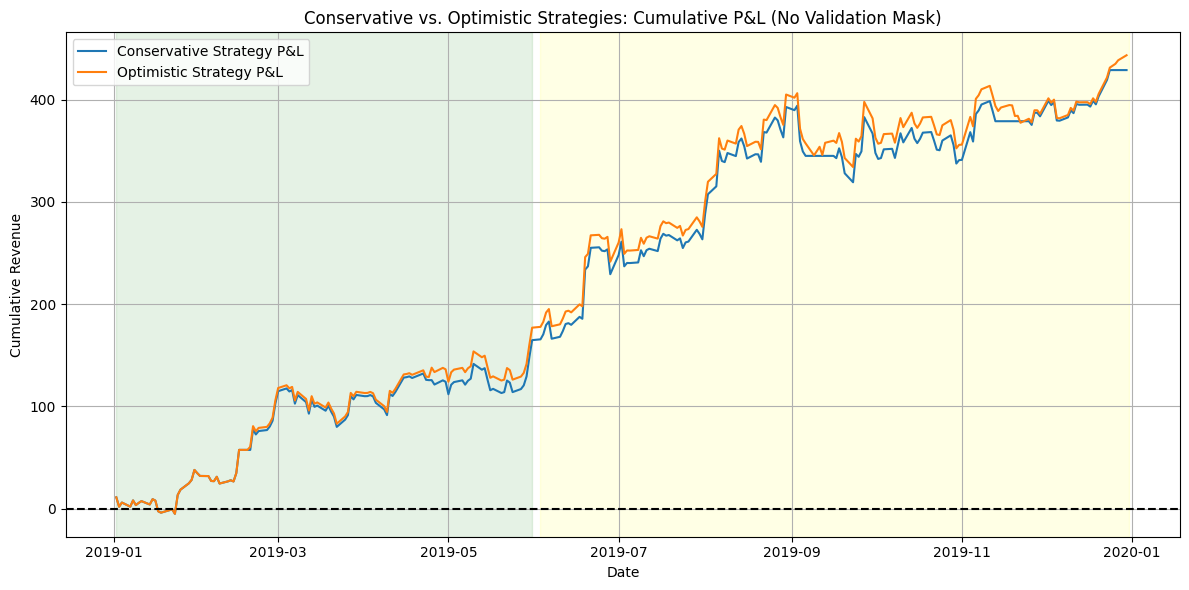 Conservative vs. Optimistic Strategies: Cumulative P&L (No Validation Mask)
Conservative Strategy P&L
Optimistic Strategy P&L
Cumulative Revenue
400
300
200
100
0
2019-01
2019-03
2019-05
2019-07
2019-09
2019-11
2020-01
Date